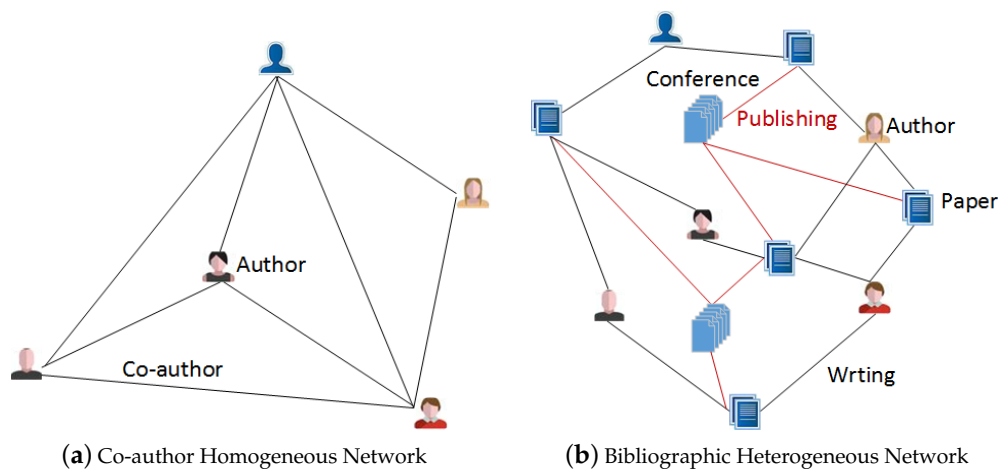 Conference
Publishing
Author
Paper
Author
Co-author
Wrting
(a) Co-author Homogeneous Network
(b) Bibliographic Heterogeneous Network